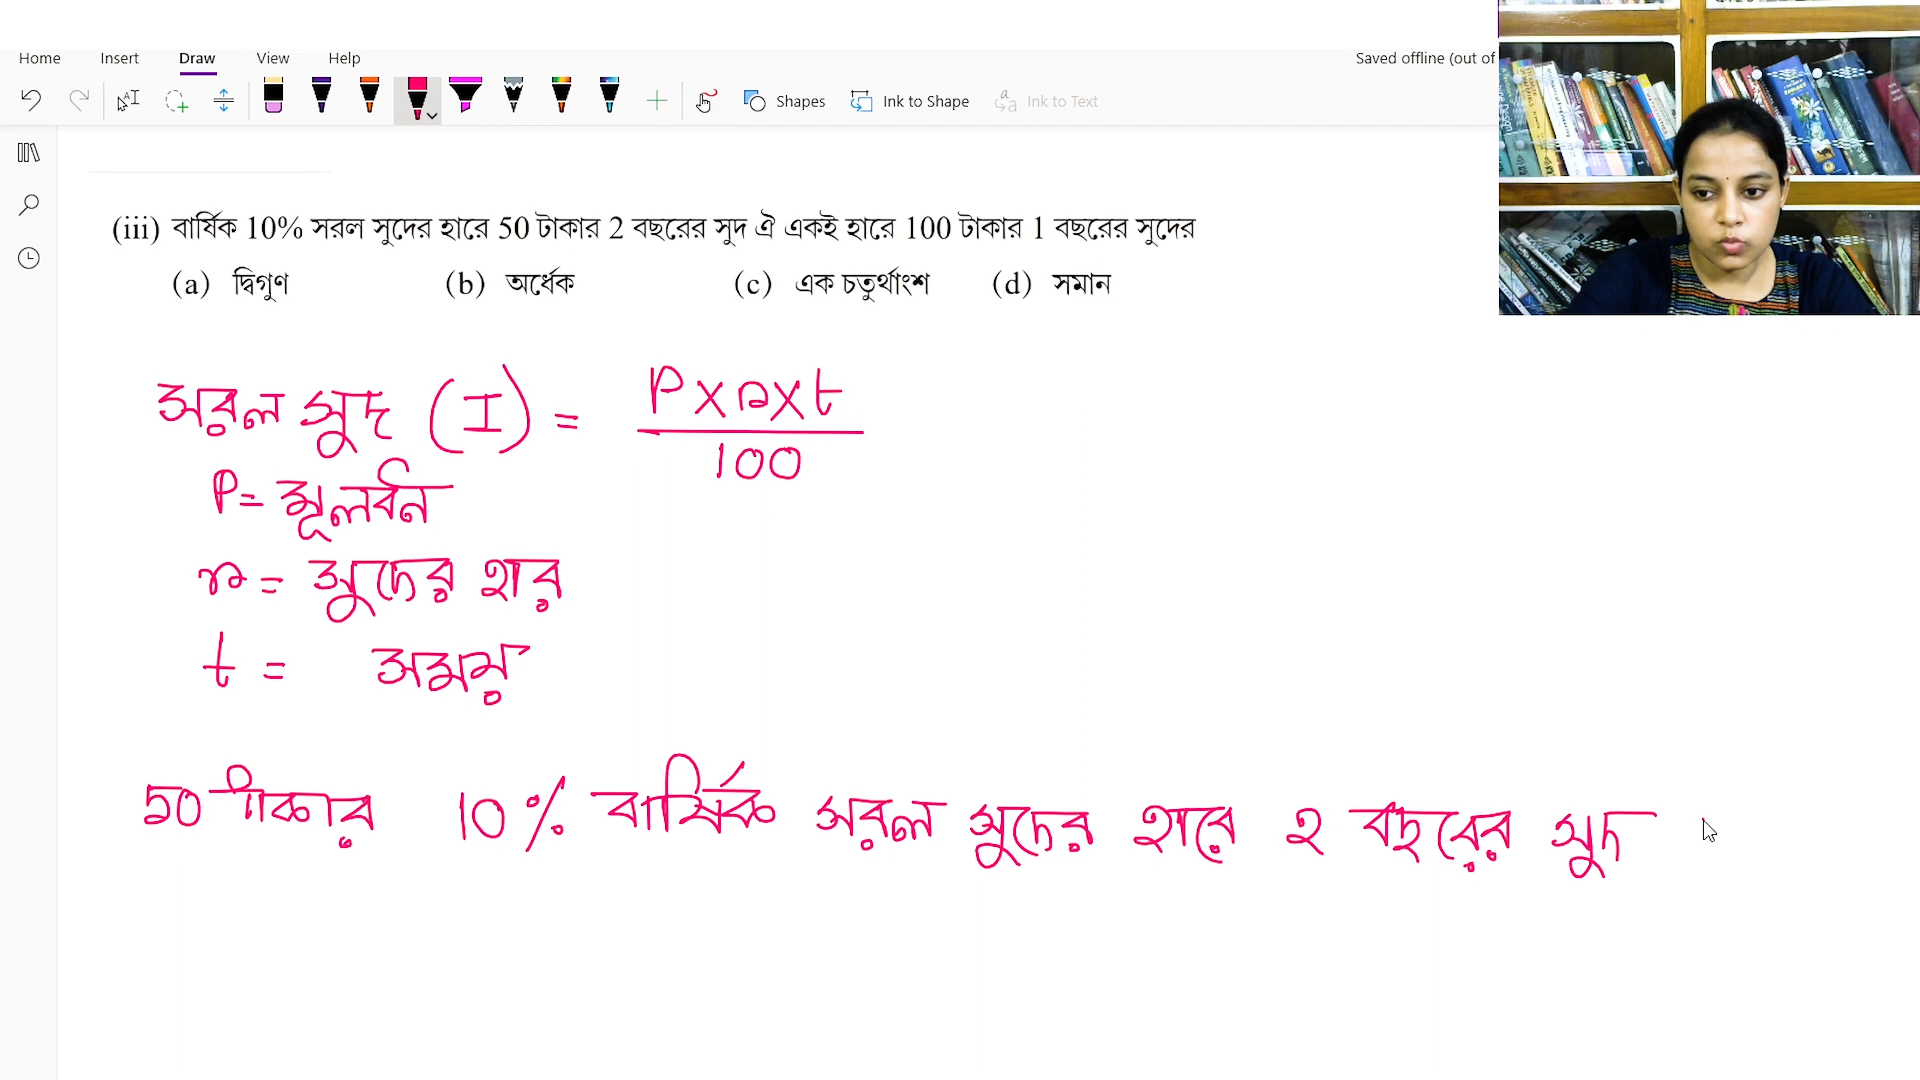 Home Insert Draw View Help Saved offline (out of
Shapes Ink to Shape Ink to Text
(iii) বার্ষিক 10% সরল সুদের হারে 50 টাকার 2 বছরের সুদ ঐ একই হারে 100 টাকার 1 বছরের সুদের
(a) দ্বিগুণ (b) অর্ধেক (c) এক চতুর্থাংশ (d) সমান
সরল সুদ (I) = P×r×t
100
P= মূলধন
r = সুদের হার
t = সময়
50 টাকার 10% বার্ষিক সরল সুদের হারে ২ বছরের সুদ